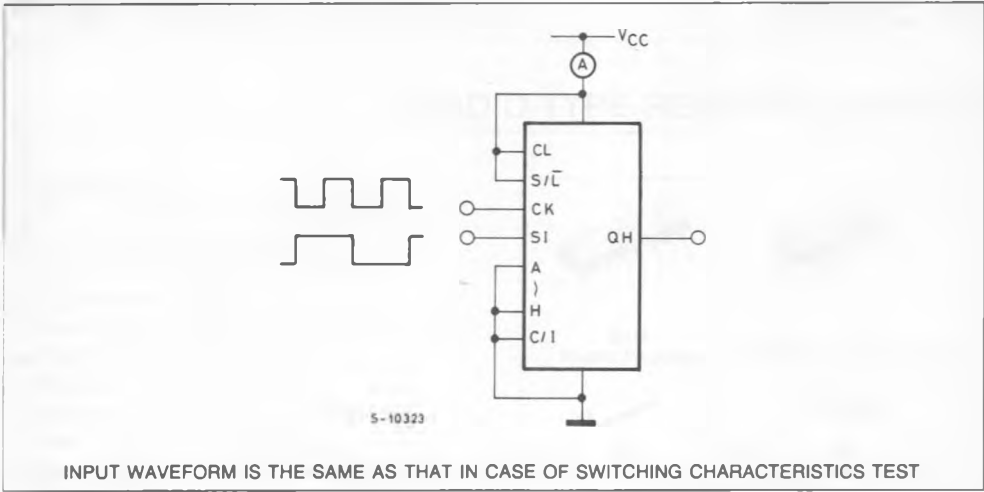 VCC
A
CL
S/L̅
CK
SI
QH
A
)
H
C/I
S-10323
INPUT WAVEFORM IS THE SAME AS THAT IN CASE OF SWITCHING CHARACTERISTICS TEST